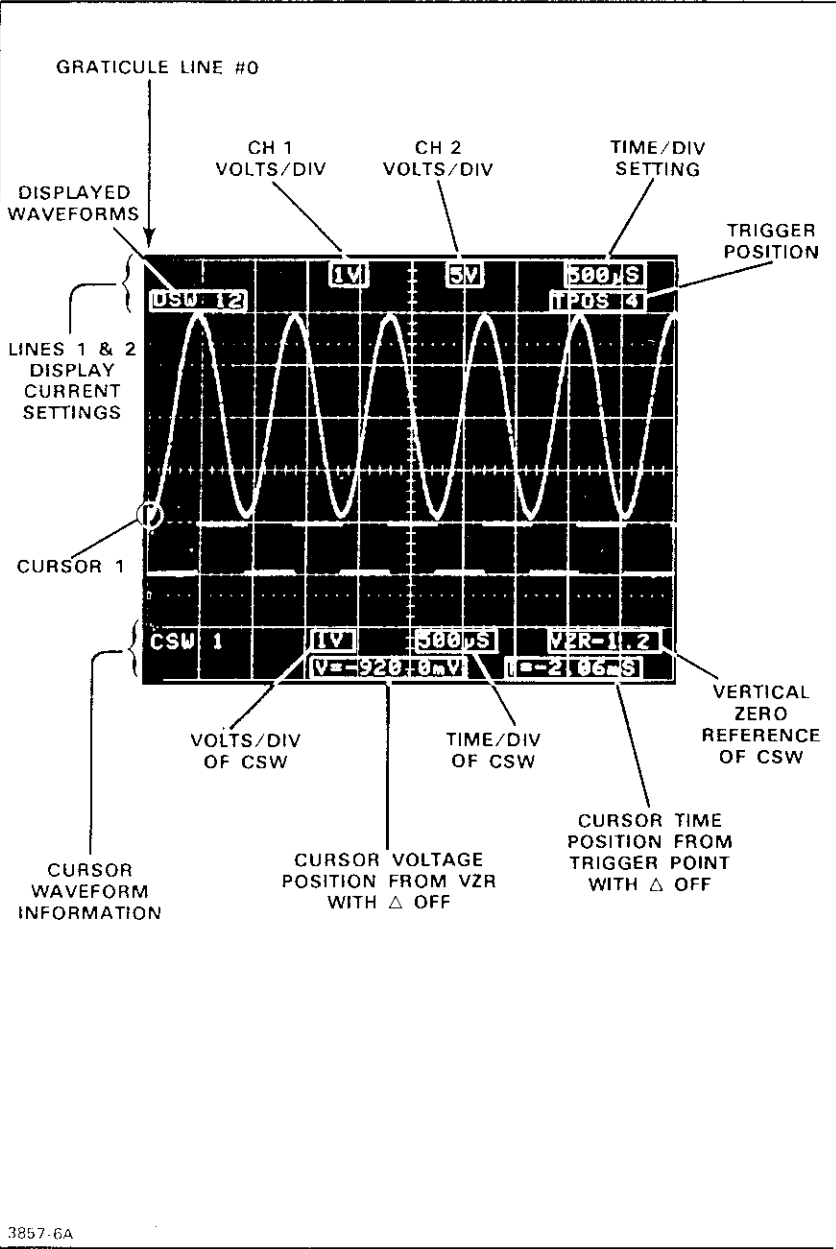 GRATICULE LINE #0
CH 1
VOLTS/DIV
CH 2
VOLTS/DIV
TIME/DIV
SETTING
DISPLAYED
WAVEFORMS
TRIGGER
POSITION
1V
5V
500µS
DSW 12
TPOS 4
LINES 1 & 2
DISPLAY
CURRENT
SETTINGS
CURSOR 1
CSW 1
1V
500µS
VZR-1.2
V=-920.0mV
T=-2.06mS
VOLTS/DIV
OF CSW
TIME/DIV
OF CSW
VERTICAL
ZERO
REFERENCE
OF CSW
CURSOR
WAVEFORM
INFORMATION
CURSOR VOLTAGE
POSITION FROM VZR
WITH △ OFF
CURSOR TIME
POSITION FROM
TRIGGER POINT
WITH △ OFF
3857-6A